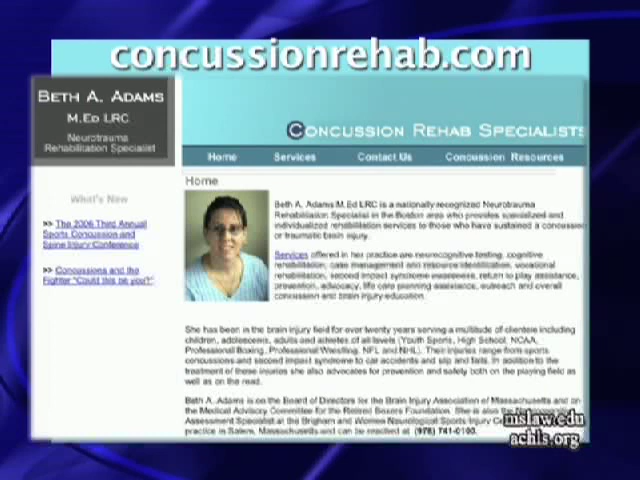 concussionrehab.com
BETH A. ADAMS
M.ED LRC
Neurotrauma
Rehabilitation Specialist
CONCUSSION REHAB SPECIALISTS
Home Services Contact Us Concussion Resources
What's New
>> The 2006 Third Annual
Sports Concussion and
Spine Injury Conference
>> Concussions and the
Fighter "Could this be you?"
Home
Beth A. Adams M.Ed LRC is a nationally recognized Neurotrauma
Rehabilitation Specialist in the Boston area who provides specialized and
individualized rehabilitation services to those who have sustained a concussion
or traumatic brain injury.
Services offered in her practice are neurocognitive testing, cognitive
rehabilitation, case management and resource identification, vocational
rehabilitation, second impact syndrome awareness, return to play assistance,
prevention, advocacy, life care planning assistance, outreach and overall
concussion and brain injury education.
She has been in the brain injury field for over twenty years serving a multitude of clientele including
children, adolescents, adults and athletes of all levels (Youth Sports, High School, NCAA,
Professional Boxing, Professional Wrestling, NFL and NHL). Their injuries range from sports
concussions and second impact syndrome to car accidents and slip and falls. In addition to the
treatment of these injuries she also advocates for prevention and safety both on the playing field as
well as on the road.
Beth A. Adams is on the Board of Directors for the Brain Injury Association of Massachusetts and on
the Medical Advisory Committee for the Retired Boxers Foundation. She is also the
Assessment Specialist at the Brigham and Women Neurological Sports Injury
practice in Salem, Massachusetts and can be reached at (978) 741-0100.
mslaw.edu
achls.org